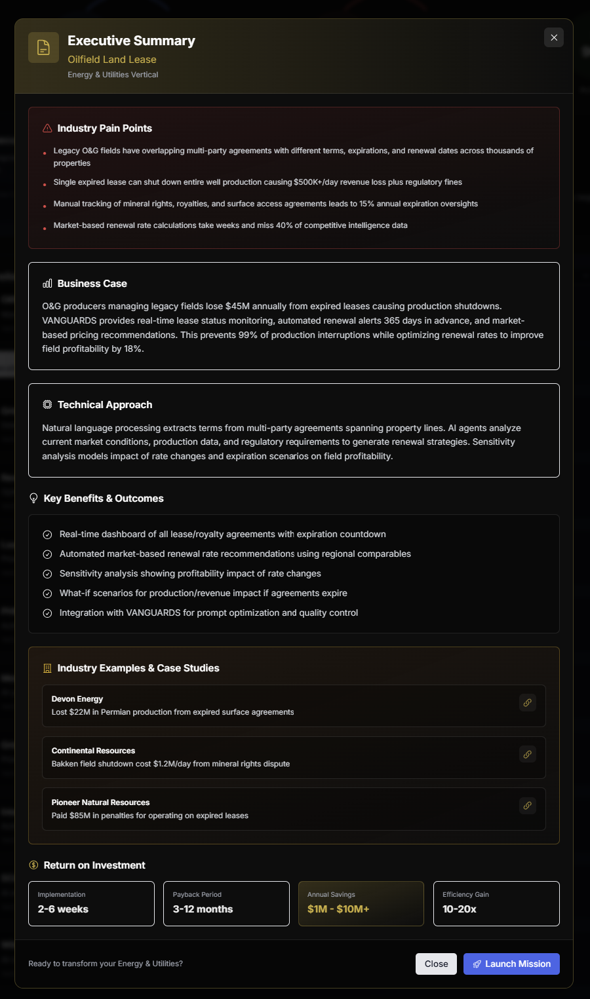 Executive Summary
Oilfield Land Lease
Energy & Utilities Vertical
Industry Pain Points
Legacy O&G fields have overlapping multi-party agreements with different terms, expirations, and renewal dates across thousands of
properties
Single expired lease can shut down entire well production causing $500K+/day revenue loss plus regulatory fines
Manual tracking of mineral rights, royalties, and surface access agreements leads to 15% annual expiration oversights
Market-based renewal rate calculations take weeks and miss 40% of competitive intelligence data
Business Case
O&G producers managing legacy fields lose $45M annually from expired leases causing production shutdowns.
VANGUARDS provides real-time lease status monitoring, automated renewal alerts 365 days in advance, and market-
based pricing recommendations. This prevents 99% of production interruptions while optimizing renewal rates to improve
field profitability by 18%.
Technical Approach
Natural language processing extracts terms from multi-party agreements spanning property lines. AI agents analyze
current market conditions, production data, and regulatory requirements to generate renewal strategies. Sensitivity
analysis models impact of rate changes and expiration scenarios on field profitability.
Key Benefits & Outcomes
Real-time dashboard of all lease/royalty agreements with expiration countdown
Automated market-based renewal rate recommendations using regional comparables
Sensitivity analysis showing profitability impact of rate changes
What-if scenarios for production/revenue impact if agreements expire
Integration with VANGUARDS for prompt optimization and quality control
Industry Examples & Case Studies
Devon Energy
Lost $22M in Permian production from expired surface agreements
Continental Resources
Bakken field shutdown cost $1.2M/day from mineral rights dispute
Pioneer Natural Resources
Paid $85M in penalties for operating on expired leases
Return on Investment
Implementation
2-6 weeks
Payback Period
3-12 months
Annual Savings
$1M - $10M+
Efficiency Gain
10-20x
Ready to transform your Energy & Utilities?
Close
Launch Mission